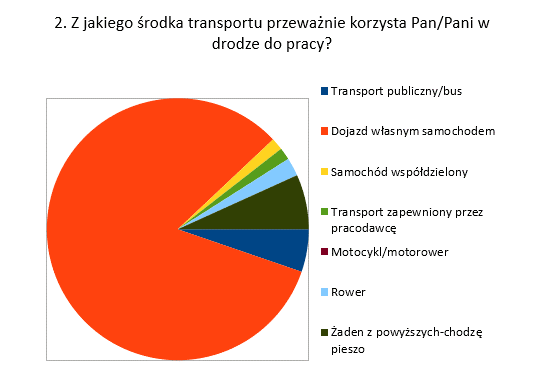 2. Z jakiego środka transportu przeważnie korzysta Pan/Pani w
drodze do pracy?
Transport publiczny/bus
Dojazd własnym samochodem
Samochód współdzielony
Transport zapewniony przez
pracodawcę
Motocykl/motorower
Rower
Żaden z powyższych-chodzę
pieszo